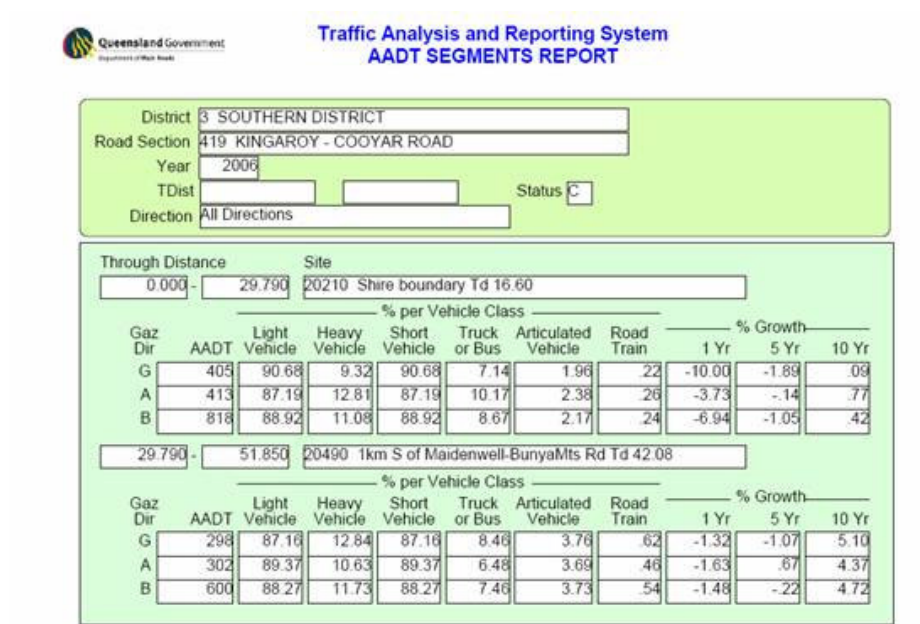 Queensland Government
Department of Main Roads
Traffic Analysis and Reporting System
AADT SEGMENTS REPORT
District 3 SOUTHERN DISTRICT
Road Section 419 KINGAROY - COOYAR ROAD
Year 2006
TDist Status C
Direction All Directions
Through Distance Site
0.000 - 29.790 20210 Shire boundary Td 16.60
% per Vehicle Class
Gaz Dir AADT Light Vehicle Heavy Vehicle Short Vehicle Truck or Bus Articulated Vehicle Road Train % Growth 1 Yr 5 Yr 10 Yr
G 405 90.68 9.32 90.68 7.14 1.96 .22 -10.00 -1.89 .09
A 413 87.19 12.81 87.19 10.17 2.38 .26 -3.73 -.14 .77
B 818 88.92 11.08 88.92 8.67 2.17 .24 -6.94 -1.05 .42
29.790 - 51.850 20490 1km S of Maidenwell-BunyaMts Rd Td 42.08
% per Vehicle Class
Gaz Dir AADT Light Vehicle Heavy Vehicle Short Vehicle Truck or Bus Articulated Vehicle Road Train % Growth 1 Yr 5 Yr 10 Yr
G 298 87.16 12.84 87.16 8.46 3.76 .62 -1.32 -1.07 5.10
A 302 89.37 10.63 89.37 6.48 3.69 .46 -1.63 .67 4.37
B 600 88.27 11.73 88.27 7.46 3.73 .54 -1.48 -.22 4.72